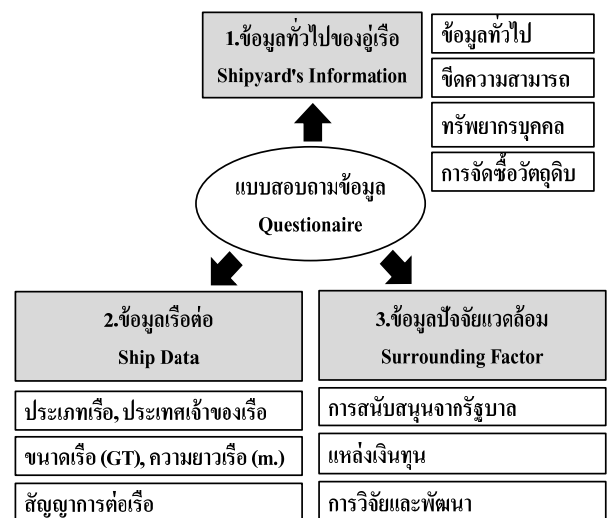 1.ข้อมูลทั่วไปของอู่เรือ
Shipyard's Information
ข้อมูลทั่วไป
ขีดความสามารถ
ทรัพยากรบุคคล
การจัดซื้อวัตถุดิบ
แบบสอบถามข้อมูล
Questionaire
2.ข้อมูลเรือต่อ
Ship Data
ประเภทเรือ, ประเทศเจ้าของเรือ
ขนาดเรือ (GT), ความยาวเรือ (m.)
สัญญาการต่อเรือ
3.ข้อมูลปัจจัยแวดล้อม
Surrounding Factor
การสนับสนุนจากรัฐบาล
แหล่งเงินทุน
การวิจัยและพัฒนา